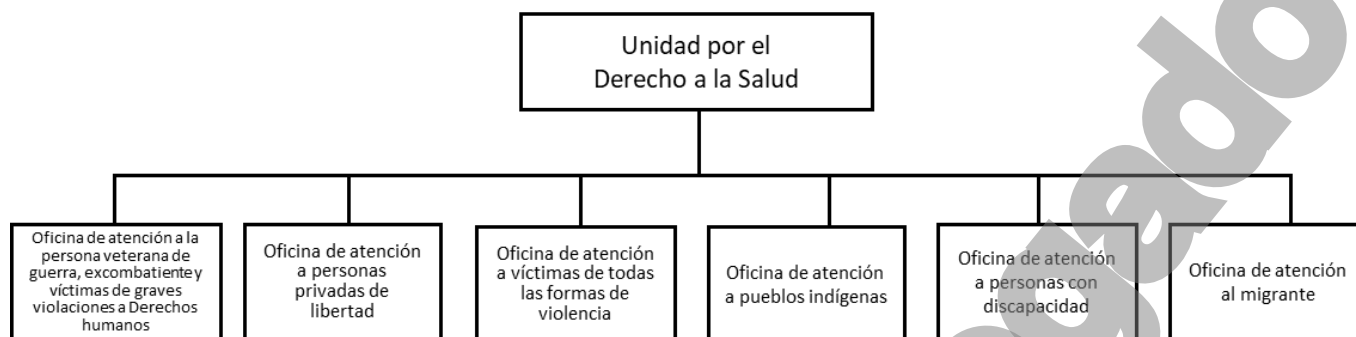 Unidad por el
Derecho a la Salud
Oficina de atención a la
persona veterana de
guerra, excombatiente y
víctimas de graves
violaciones a Derechos
humanos
Oficina de atención
a personas
privadas de
libertad
Oficina de atención
a víctimas de todas
las formas de
violencia
Oficina de atención
a pueblos indígenas
Oficina de atención
a personas con
discapacidad
Oficina de atención
al migrante
gado